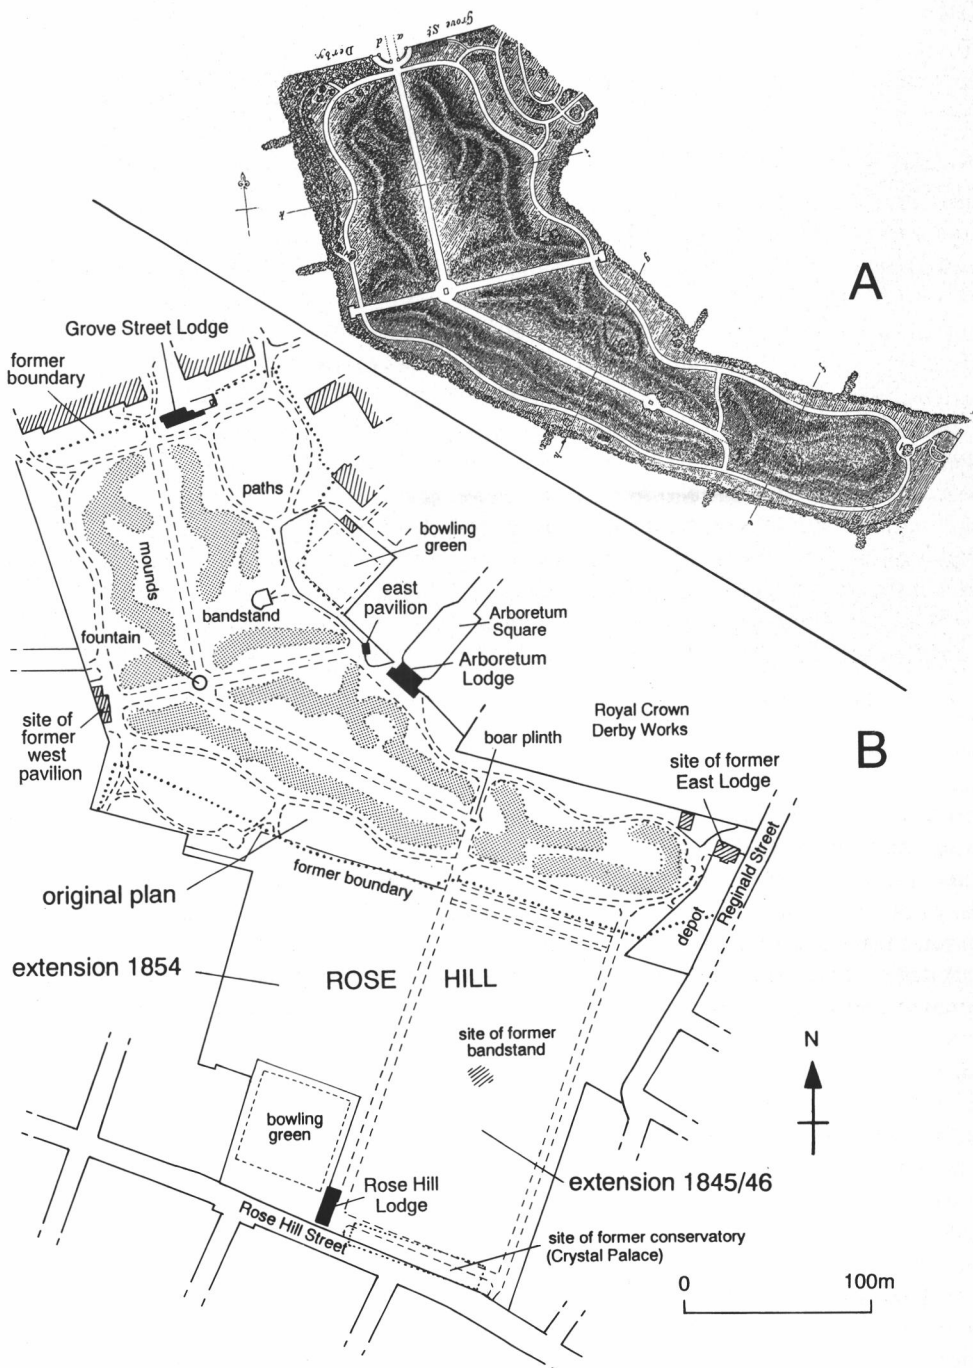 Grove St.
Derby.
d a
A
k
i
Grove Street Lodge
former
boundary
paths
bowling
green
mounds
east
pavilion
bandstand
Arboretum
Square
fountain
Arboretum
Lodge
Royal Crown
Derby Works
site of
former
west
pavilion
boar plinth
B
site of former
East Lodge
Reginald Street
former boundary
original plan
depot
extension 1854
ROSE HILL
site of former
bandstand
N
bowling
green
extension 1845/46
Rose Hill
Lodge
Rose Hill Street
site of former conservatory
(Crystal Palace)
0 100m